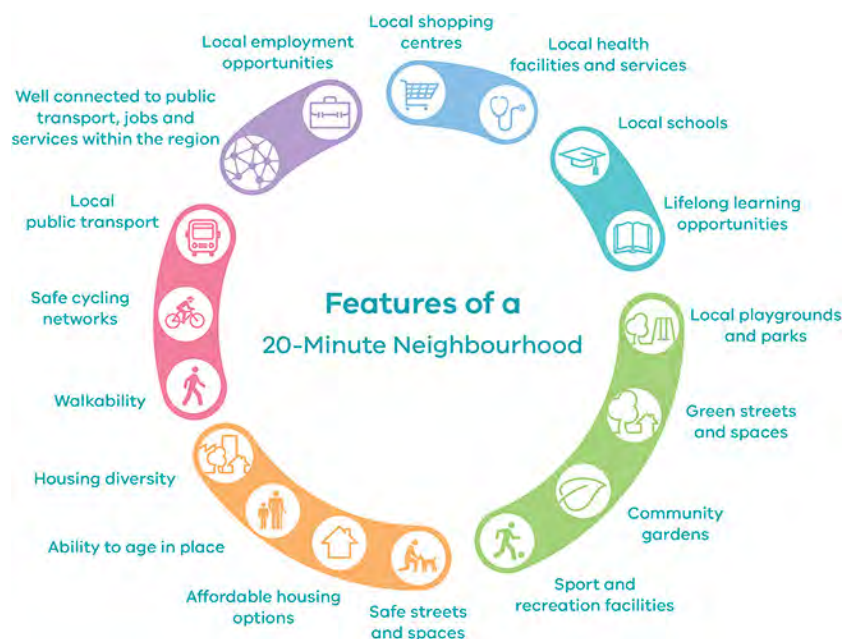 Features of a
20-Minute Neighbourhood
Local shopping
centres
Local health
facilities and services
Local schools
Lifelong learning
opportunities
Local playgrounds
and parks
Green streets
and spaces
Community
gardens
Sport and
recreation facilities
Safe streets
and spaces
Affordable housing
options
Ability to age in place
Housing diversity
Walkability
Safe cycling
networks
Local
public transport
Well connected to public
transport, jobs and
services within the region
Local employment
opportunities